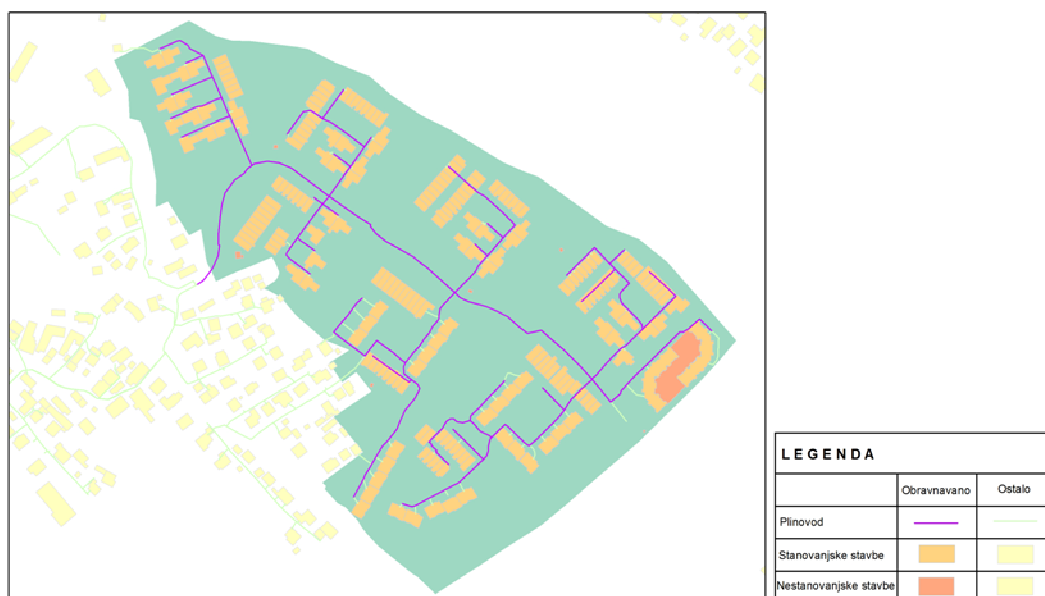 LEGENDA
Obravnavano Ostalo
Plinovod
Stanovanjske stavbe
Nestanovanjske stavbe